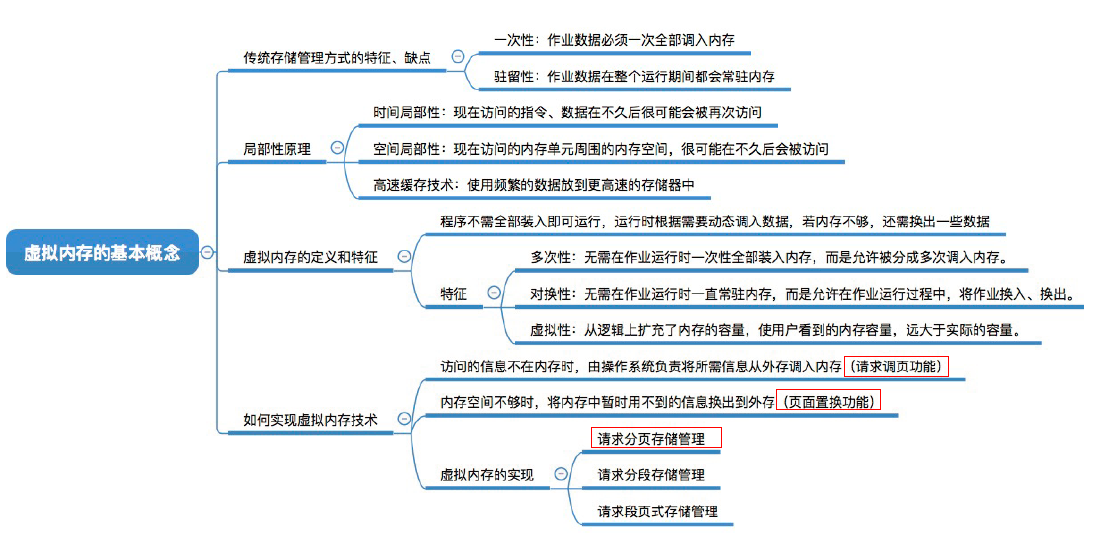 虚拟内存的基本概念
传统存储管理方式的特征、缺点
一次性：作业数据必须一次全部调入内存
驻留性：作业数据在整个运行期间都会常驻内存
局部性原理
时间局部性：现在访问的指令、数据在不久后很可能会被再次访问
空间局部性：现在访问的内存单元周围的内存空间，很可能在不久后会被访问
高速缓存技术：使用频繁的数据放到更高速的存储器中
虚拟内存的定义和特征
程序不需全部装入即可运行，运行时根据需要动态调入数据，若内存不够，还需换出一些数据
特征
多次性：无需在作业运行时一次性全部装入内存，而是允许被分成多次调入内存。
对换性：无需在作业运行时一直常驻内存，而是允许在作业运行过程中，将作业换入、换出。
虚拟性：从逻辑上扩充了内存的容量，使用户看到的内存容量，远大于实际的容量。
如何实现虚拟内存技术
访问的信息不在内存时，由操作系统负责将所需信息从外存调入内存（请求调页功能）
内存空间不够时，将内存中暂时用不到的信息换出到外存（页面置换功能）
虚拟内存的实现
请求分页存储管理
请求分段存储管理
请求段页式存储管理